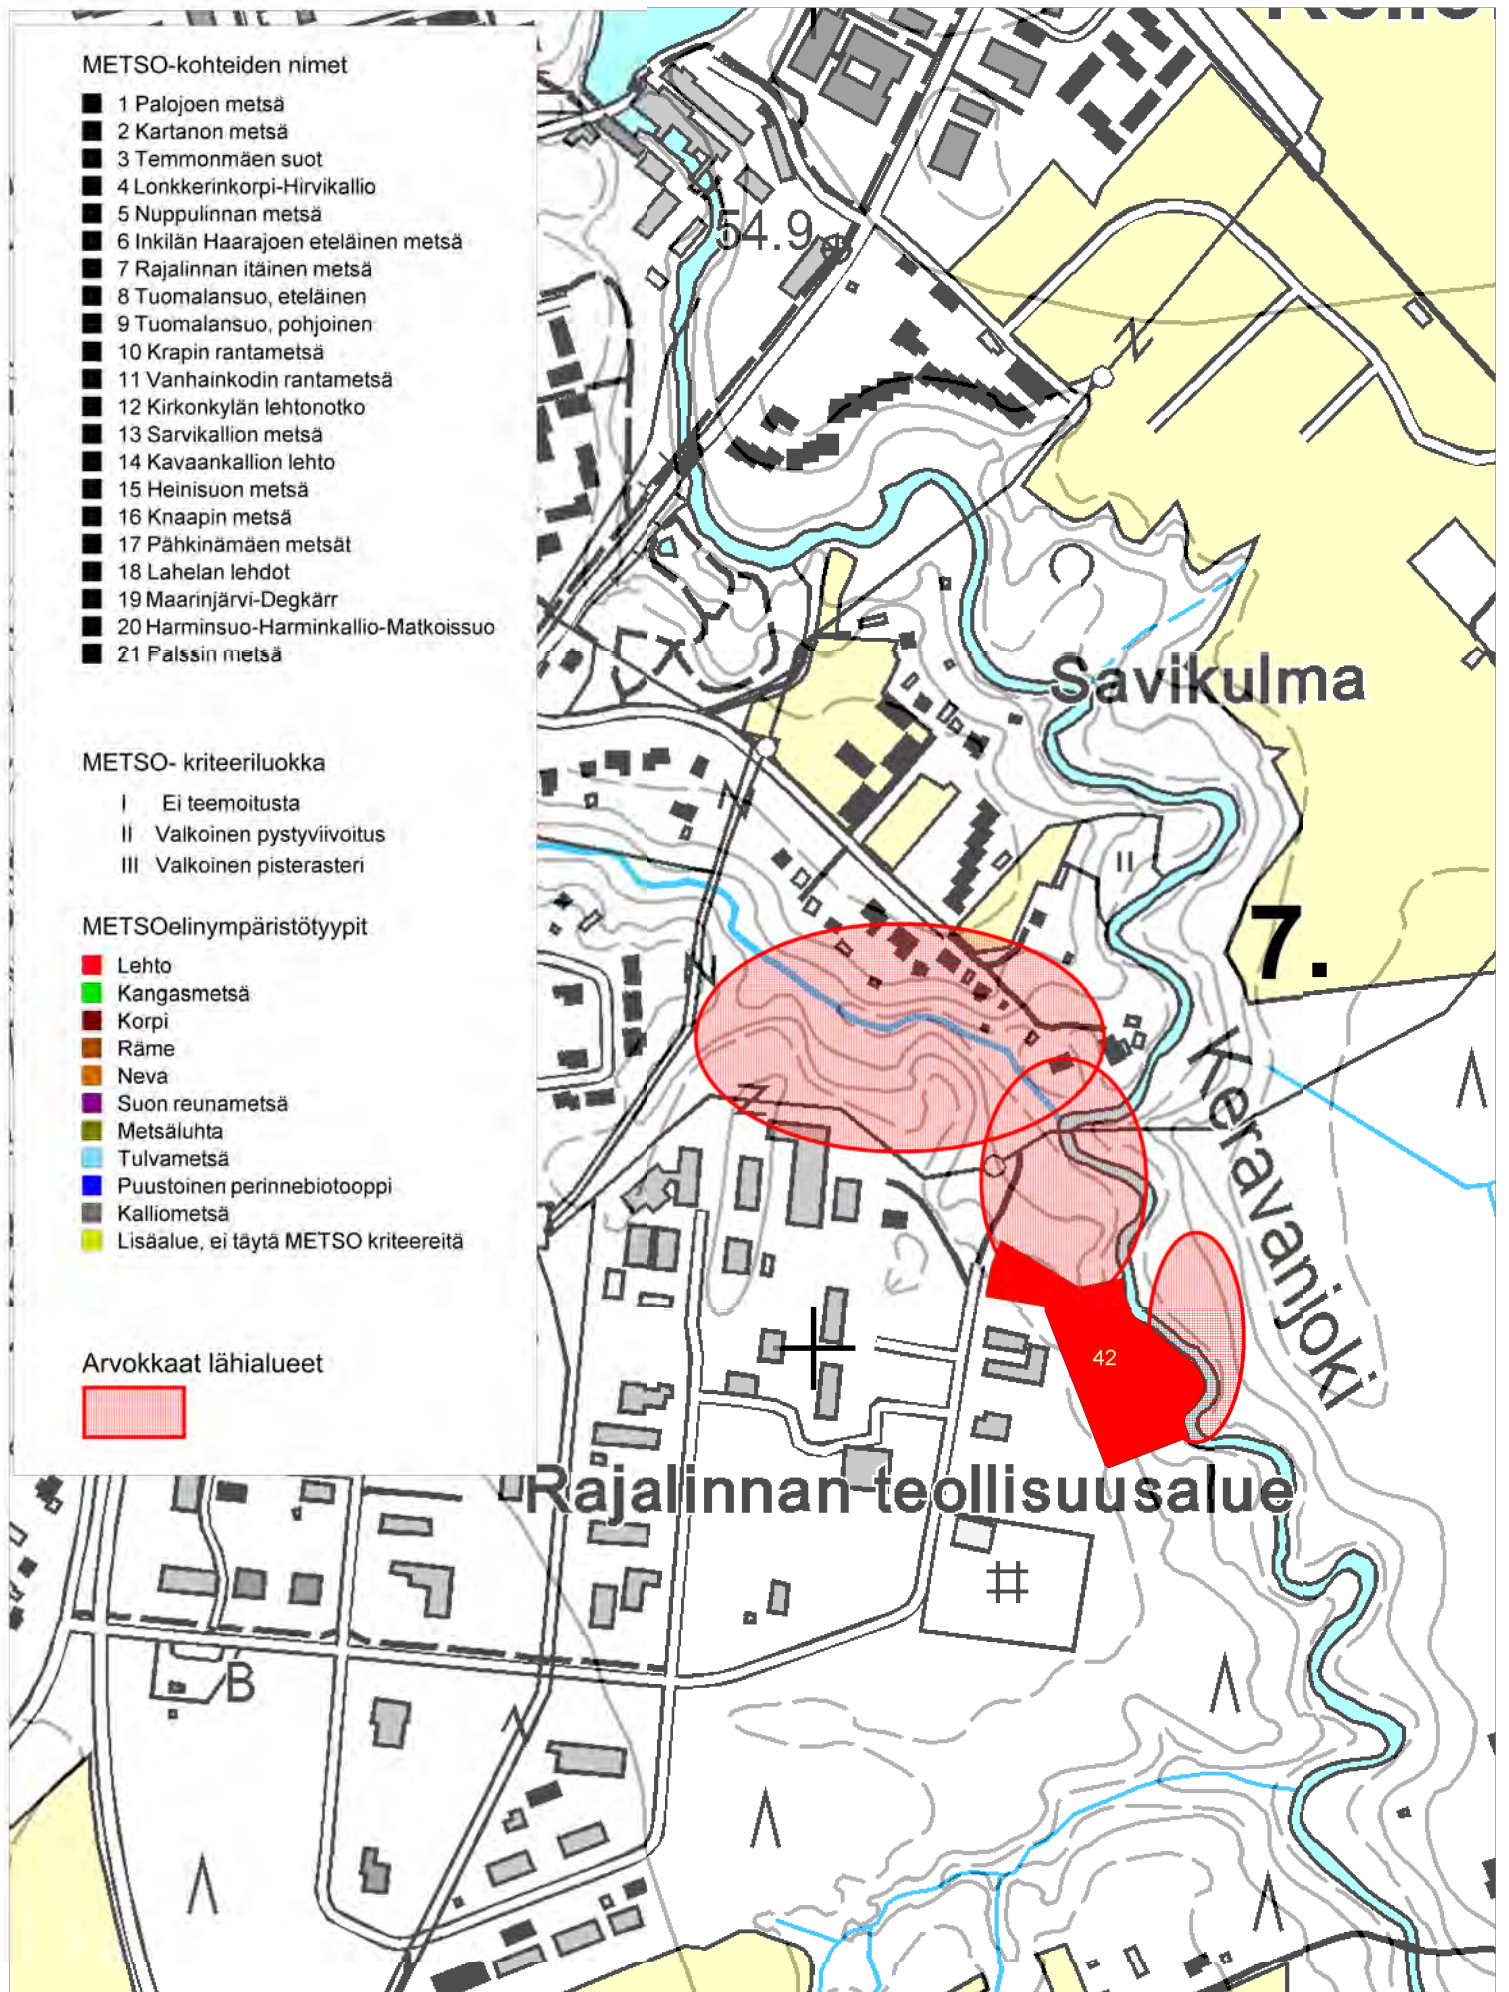 METSO-kohteiden nimet
1 Palojoen metsä
2 Kartanon metsä
3 Temmonmäen suot
4 Lonkkerinkorpi-Hirvikallio
5 Nuppulinnan metsä
6 Inkilän Haarajoen eteläinen metsä
7 Rajalinnan itäinen metsä
8 Tuomalansuo, eteläinen
9 Tuomalansuo, pohjoinen
10 Krapin rantametsä
11 Vanhainkodin rantametsä
12 Kirkonkylän lehtonotko
13 Sarvikallion metsä
14 Kavaankallion lehto
15 Heinisuon metsä
16 Knaapin metsä
17 Pähkinämäen metsät
18 Lahelan lehdot
19 Maarinjärvi-Degkärr
20 Harminsuo-Harminkallio-Matkoissuo
21 Palssin metsä
METSO- kriteeriluokka
I Ei teemoitusta
II Valkoinen pystyviivoitus
III Valkoinen pisterasteri
METSOelinympäristötyypit
Lehto
Kangasmetsä
Korpi
Räme
Neva
Suon reunametsä
Metsäluhta
Tulvametsä
Puustoinen perinnebiotooppi
Kalliometsä
Lisäalue, ei täytä METSO kriteereitä
Arvokkaat lähialueet
54.9
Savikulma
II
7.
Keravanjoki
42
Rajalinnan teollisuusalue
B